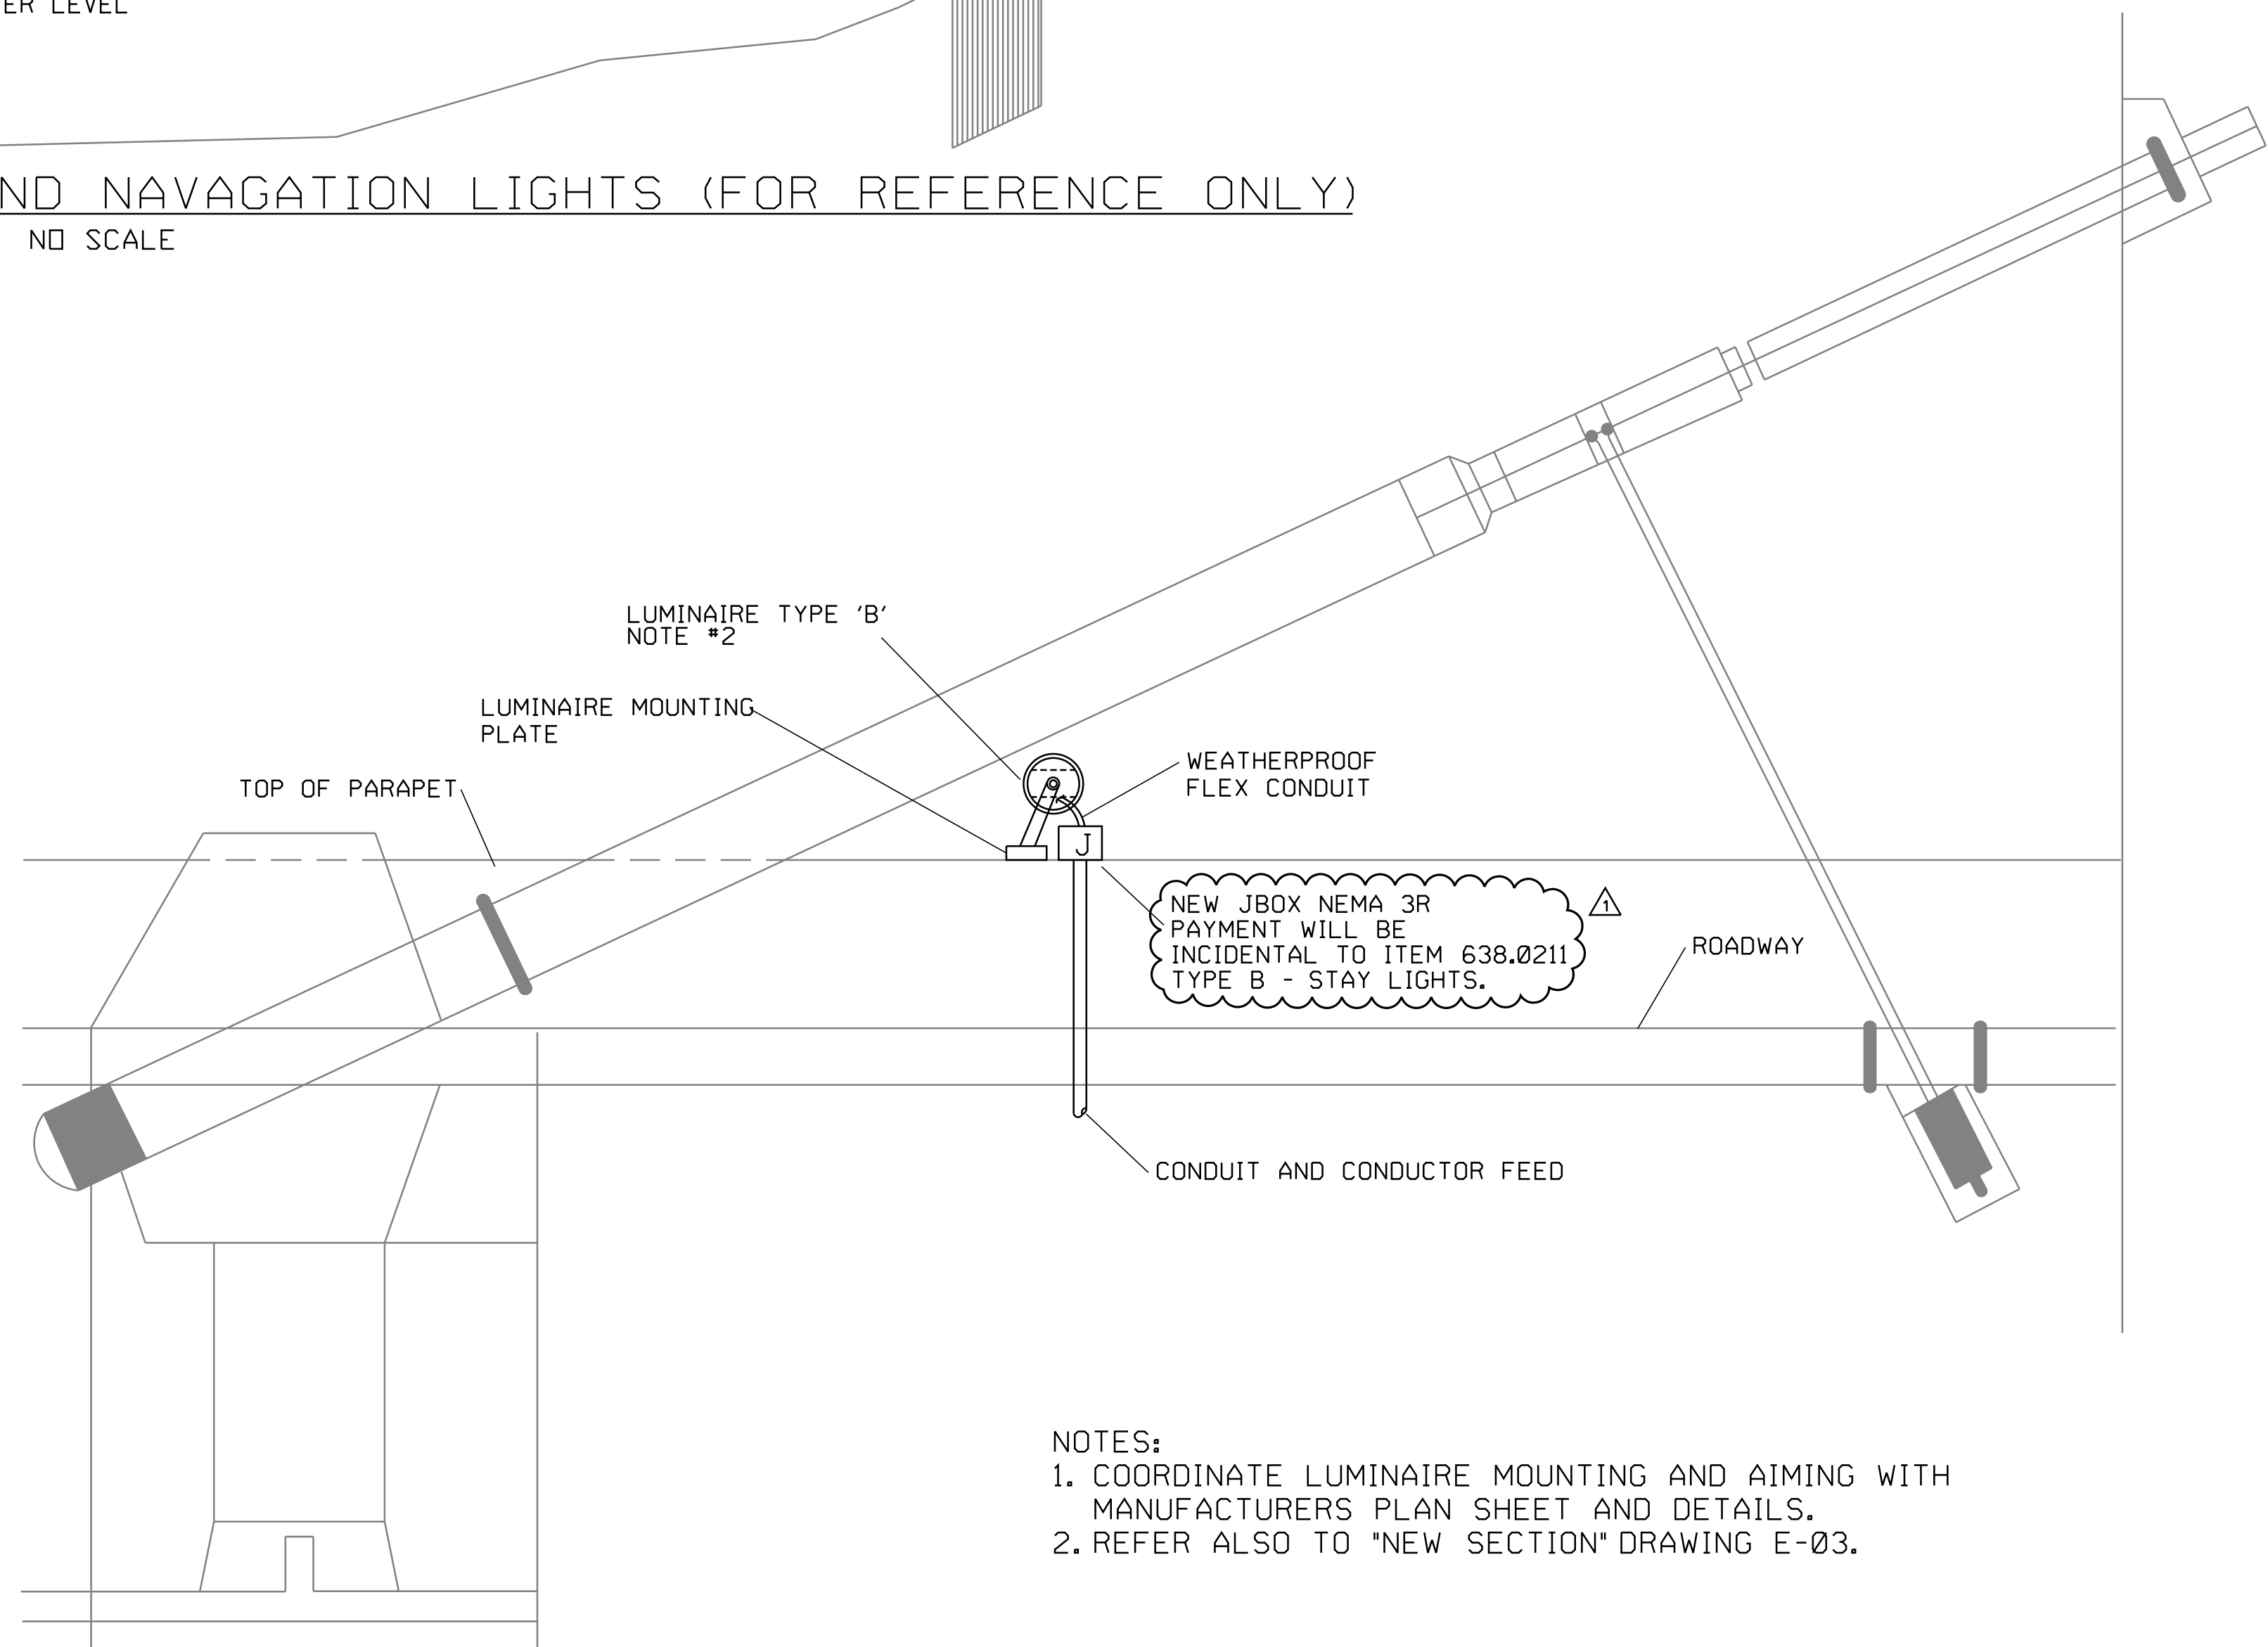 ER LEVEL
ND NAVAGATION LIGHTS (FOR REFERENCE ONLY)
NO SCALE
LUMINAIRE TYPE 'B'
NOTE #2
LUMINAIRE MOUNTING
PLATE
TOP OF PARAPET
WEATHERPROOF
FLEX CONDUIT
J
NEW JBOX NEMA 3R
PAYMENT WILL BE
INCIDENTAL TO ITEM 638.0211
TYPE B - STAY LIGHTS.
1
ROADWAY
CONDUIT AND CONDUCTOR FEED
NOTES:
1. COORDINATE LUMINAIRE MOUNTING AND AIMING WITH
MANUFACTURERS PLAN SHEET AND DETAILS.
2. REFER ALSO TO "NEW SECTION" DRAWING E-03.